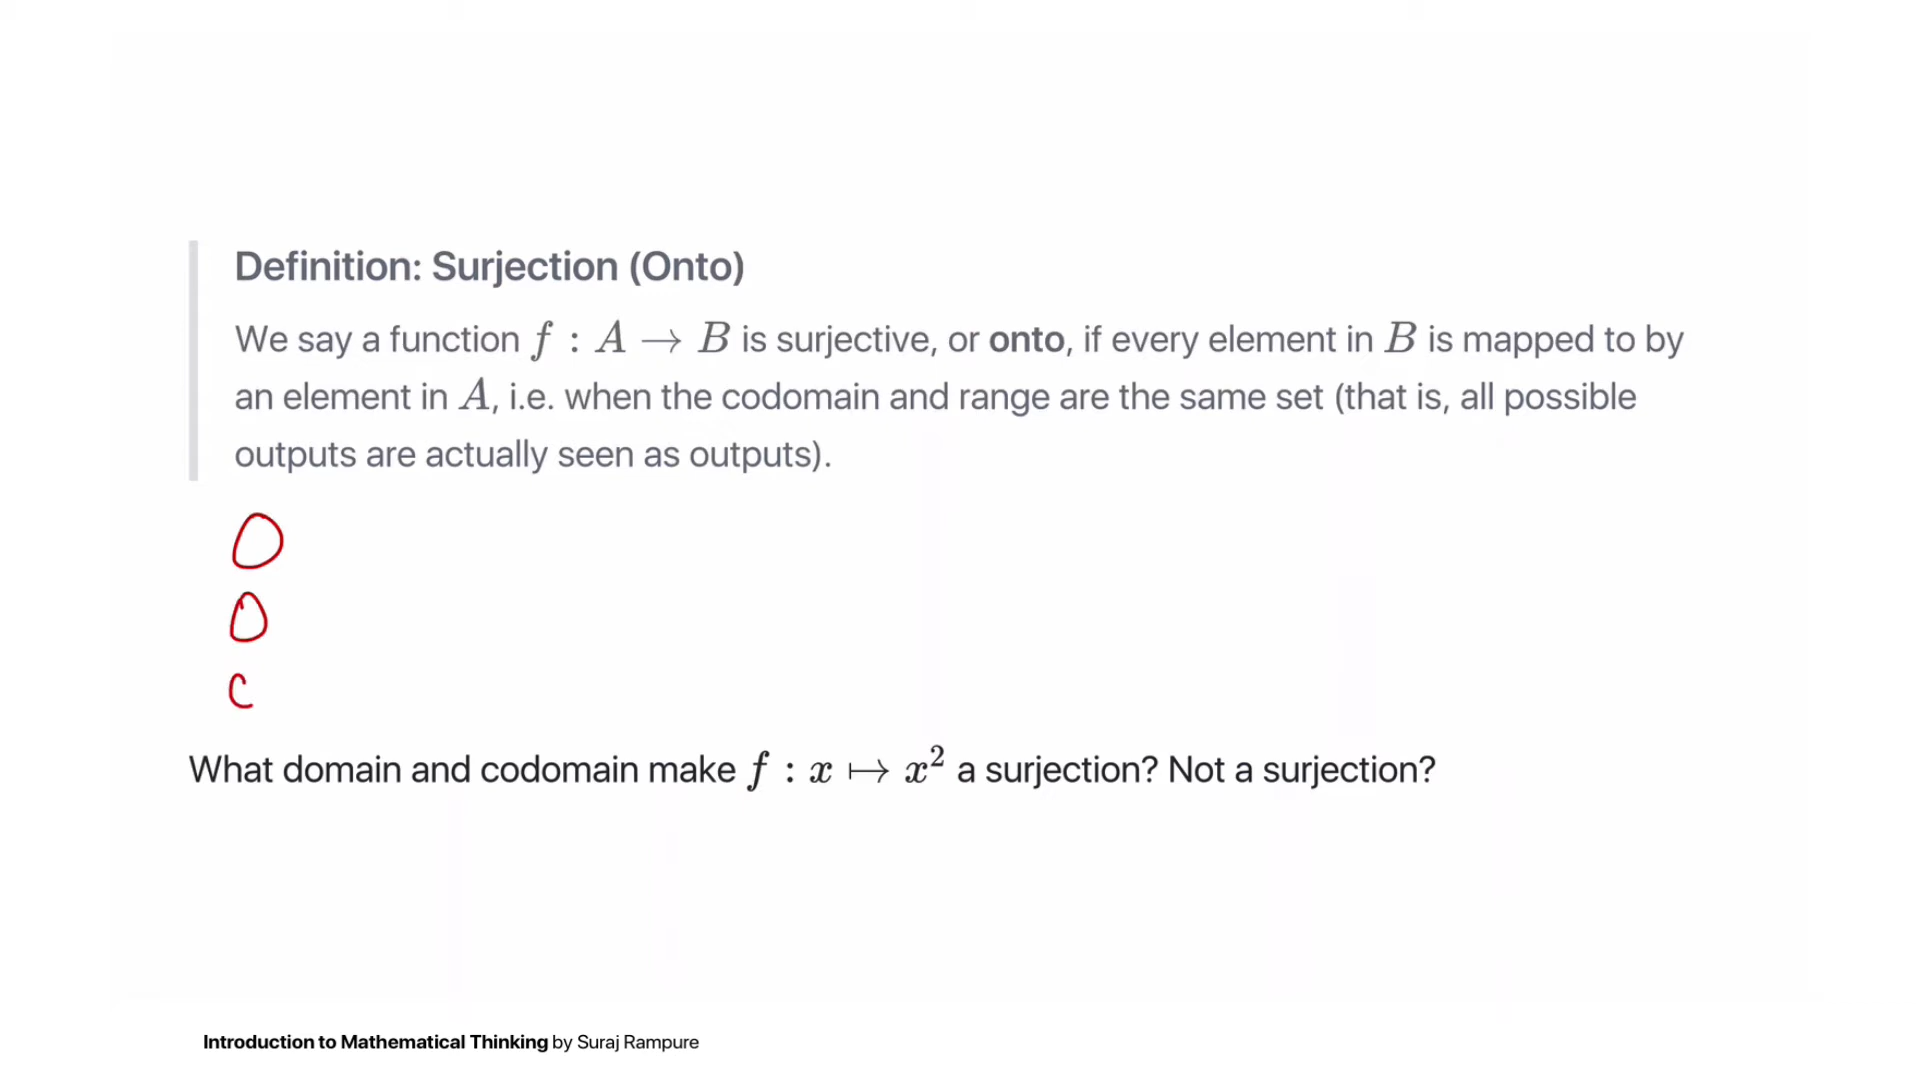 Definition: Surjection (Onto)
We say a function f : A → B is surjective, or onto, if every element in B is mapped to by
an element in A, i.e. when the codomain and range are the same set (that is, all possible
outputs are actually seen as outputs).
O
O
C
What domain and codomain make f : x ↦ x² a surjection? Not a surjection?
Introduction to Mathematical Thinking by Suraj Rampure